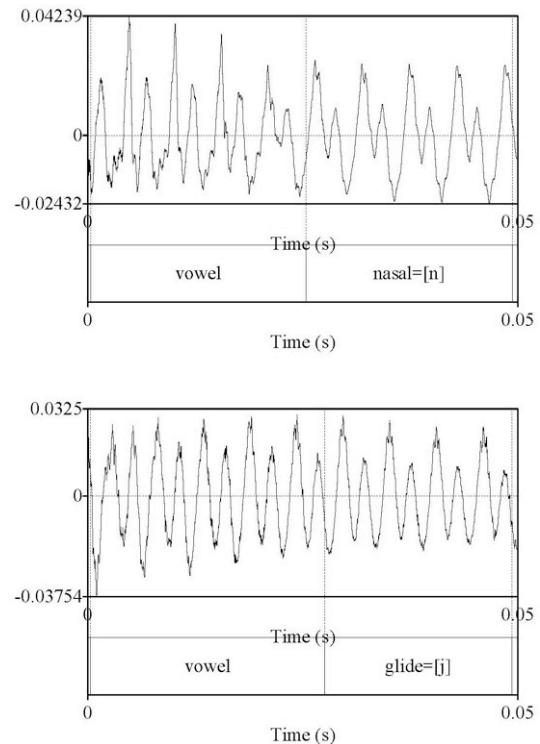 0.04239
0
-0.02432
0 0.05
Time (s)
vowel nasal=[n]
0 0.05
Time (s)
0.0325
0
-0.03754
0 0.05
Time (s)
vowel glide=[j]
0 0.05
Time (s)